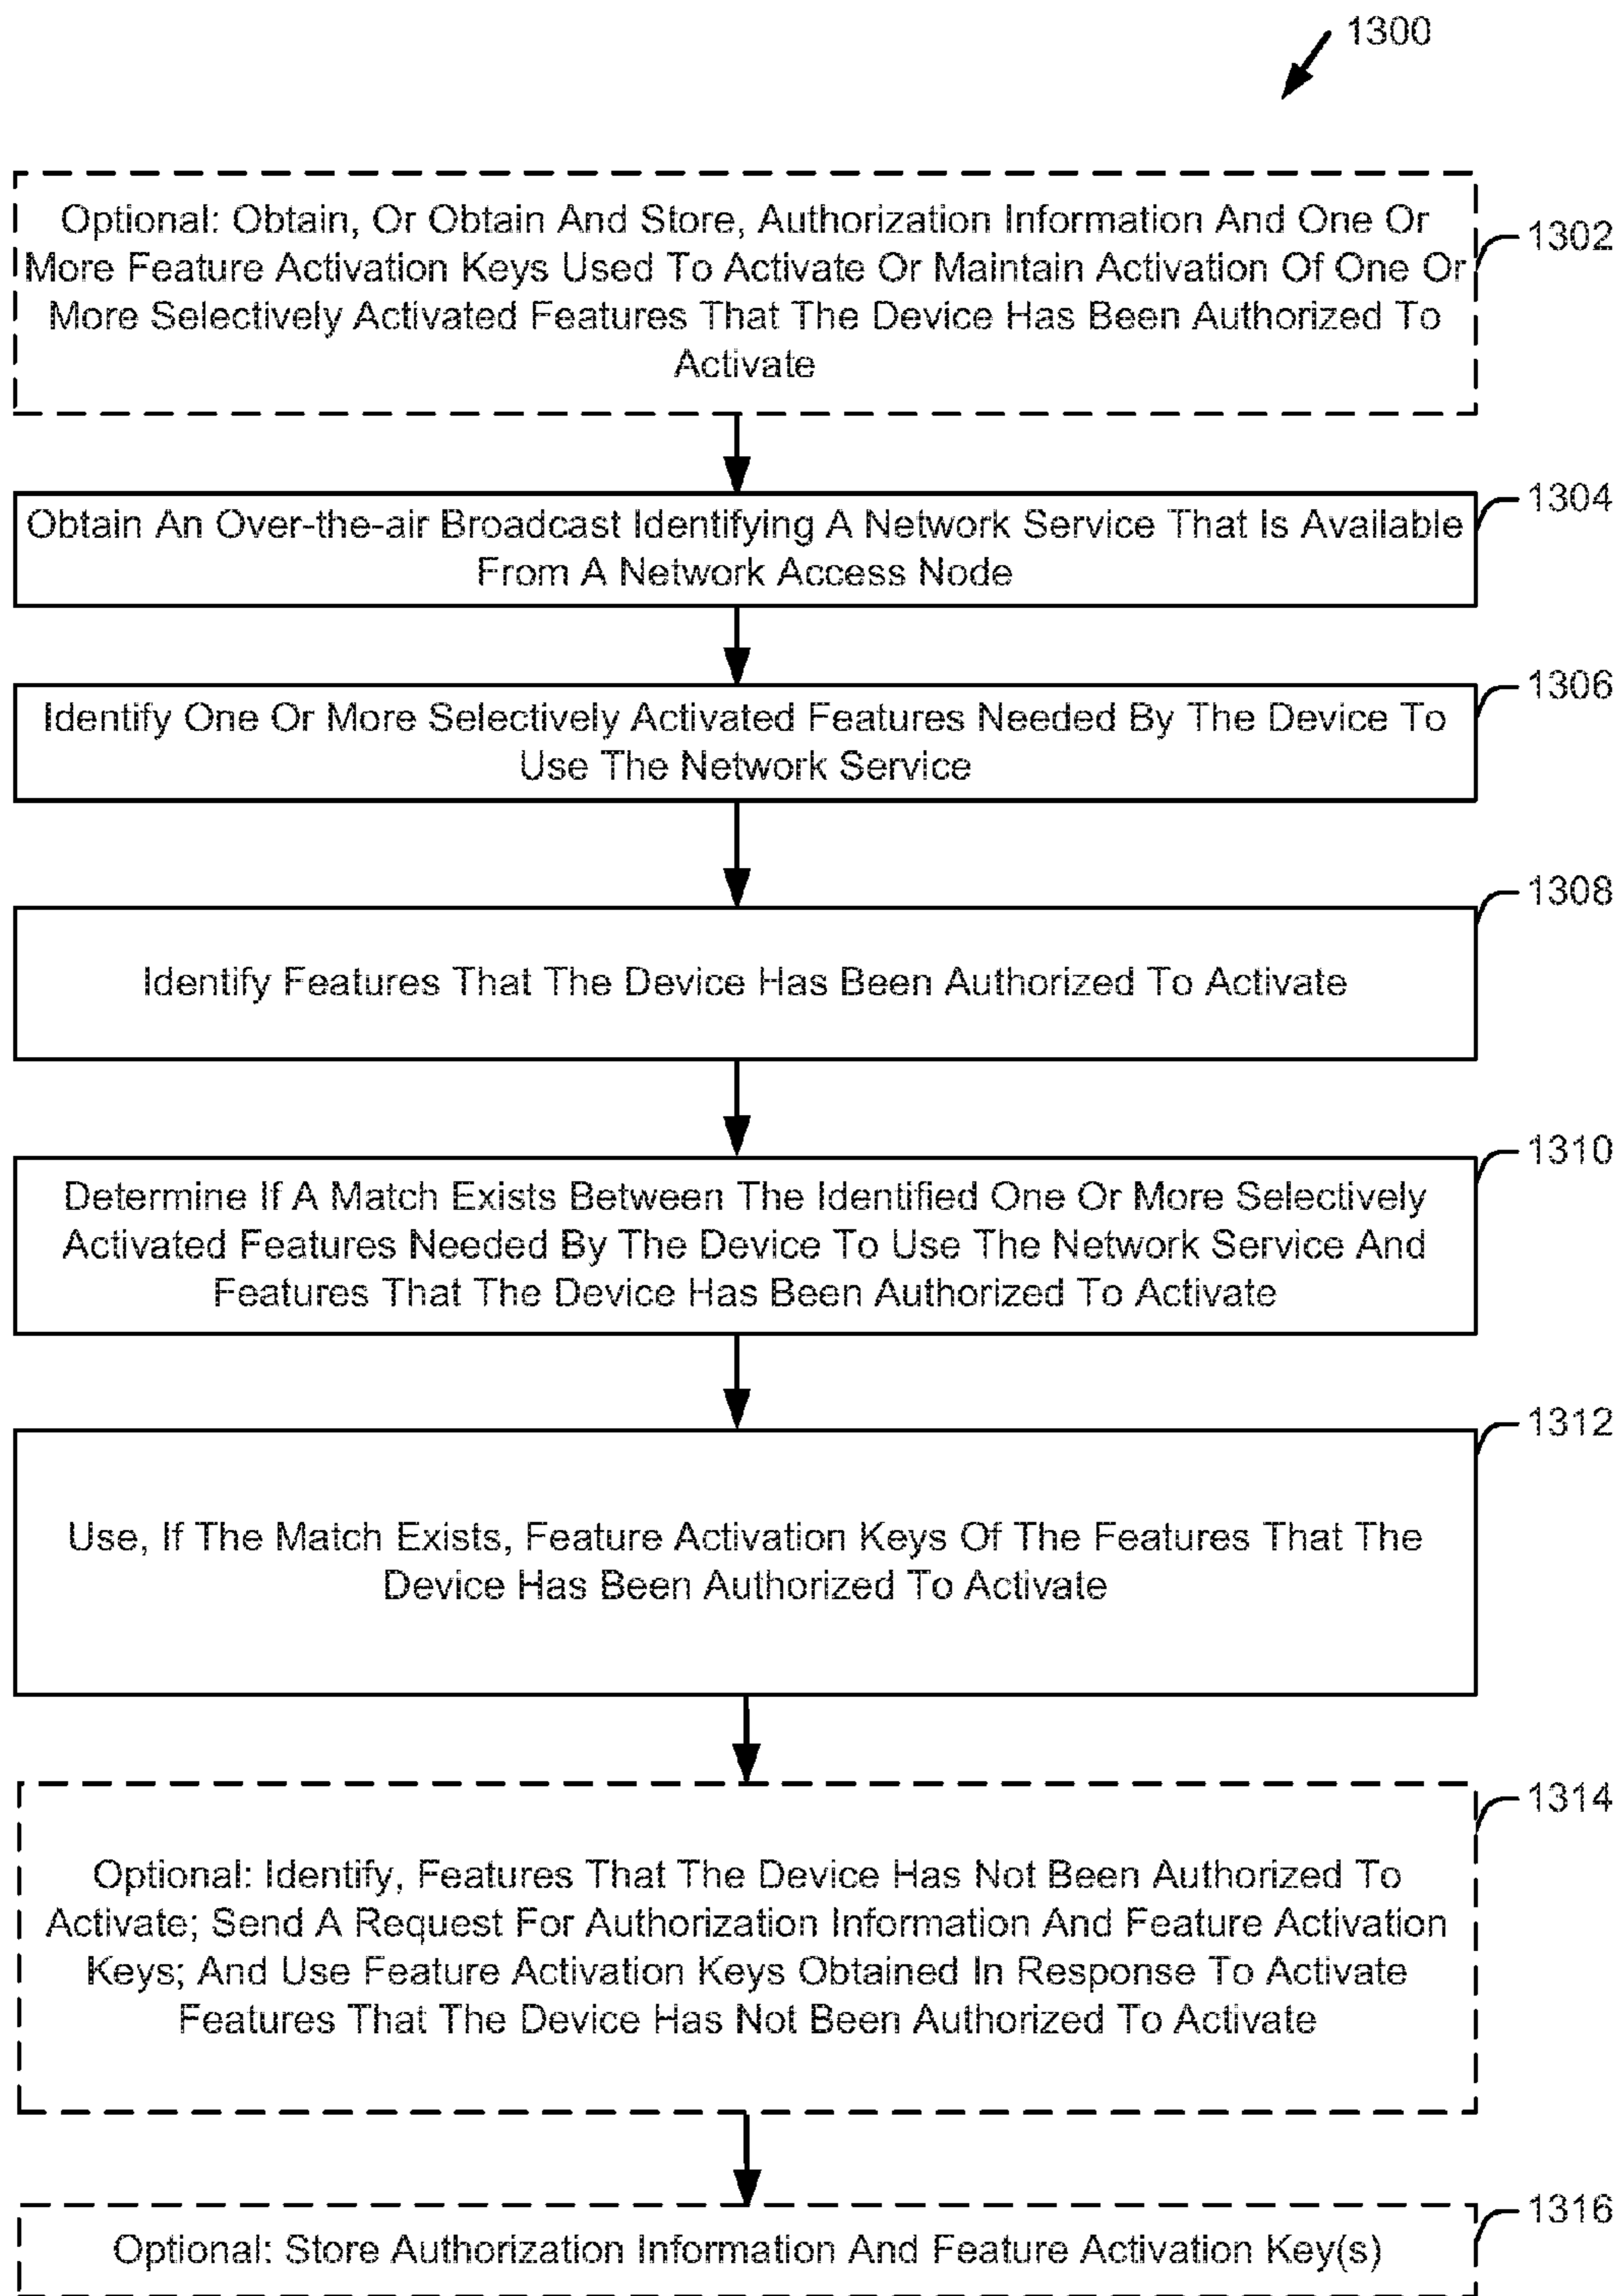 1300
Optional: Obtain, Or Obtain And Store, Authorization Information And One Or
More Feature Activation Keys Used To Activate Or Maintain Activation Of One Or
More Selectively Activated Features That The Device Has Been Authorized To
Activate
1302
Obtain An Over-the-air Broadcast Identifying A Network Service That Is Available
From A Network Access Node
1304
Identify One Or More Selectively Activated Features Needed By The Device To
Use The Network Service
1306
Identify Features That The Device Has Been Authorized To Activate
1308
Determine If A Match Exists Between The Identified One Or More Selectively
Activated Features Needed By The Device To Use The Network Service And
Features That The Device Has Been Authorized To Activate
1310
Use, If The Match Exists, Feature Activation Keys Of The Features That The
Device Has Been Authorized To Activate
1312
Optional: Identify, Features That The Device Has Not Been Authorized To
Activate; Send A Request For Authorization Information And Feature Activation
Keys; And Use Feature Activation Keys Obtained In Response To Activate
Features That The Device Has Not Been Authorized To Activate
1314
Optional: Store Authorization Information And Feature Activation Key(s)
1316